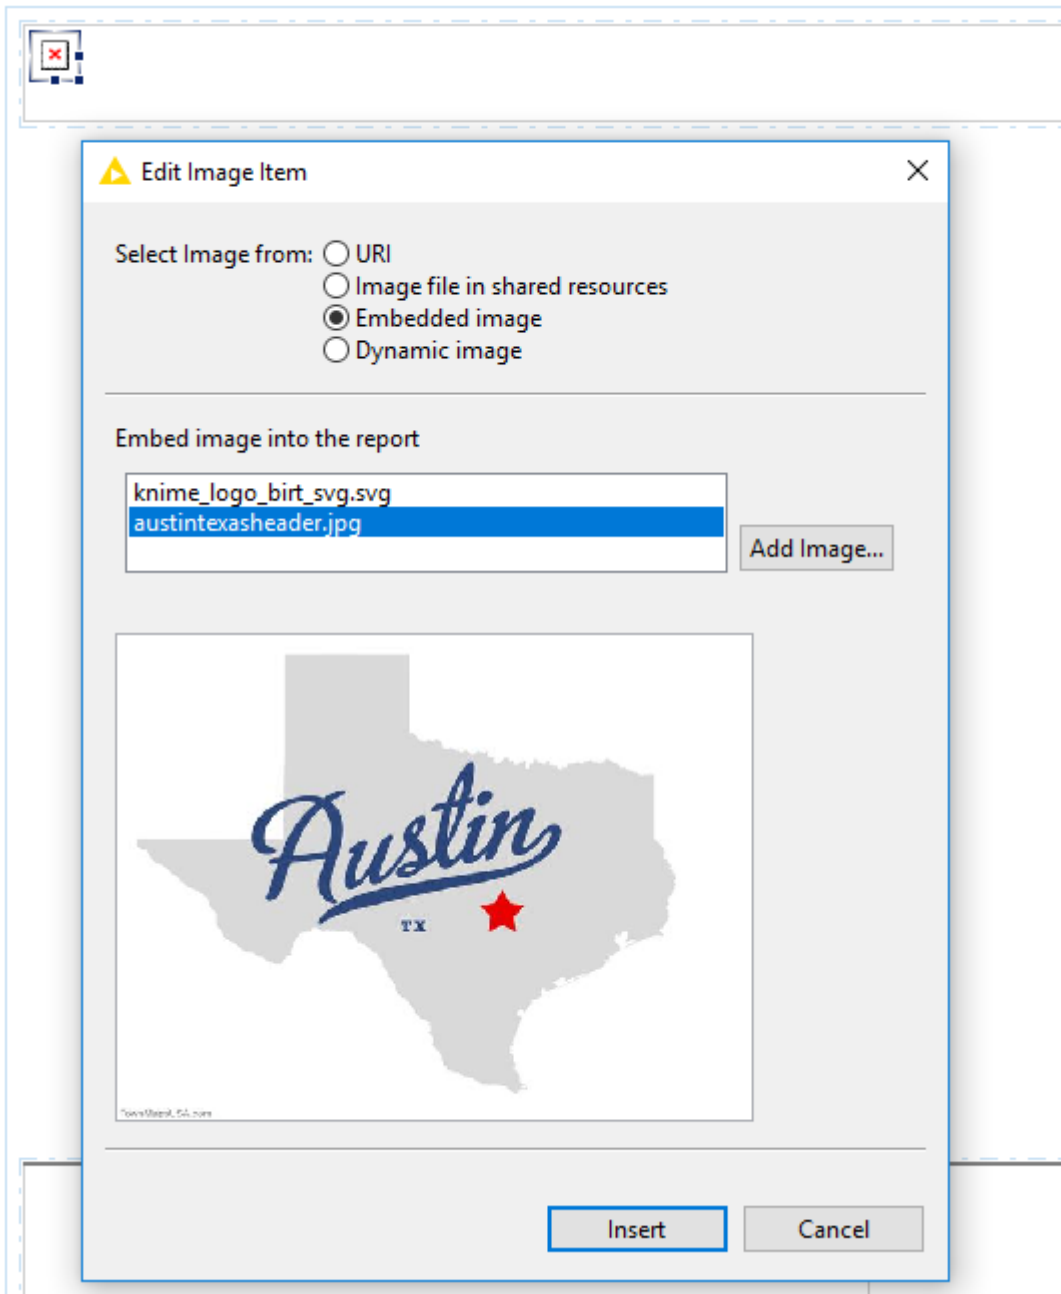 Edit Image Item
Select Image from: URI
Image file in shared resources
Embedded image
Dynamic image
Embed image into the report
knime_logo_birt_svg.svg
austintexasheader.jpg
Add Image...
Austin
TX
Insert
Cancel